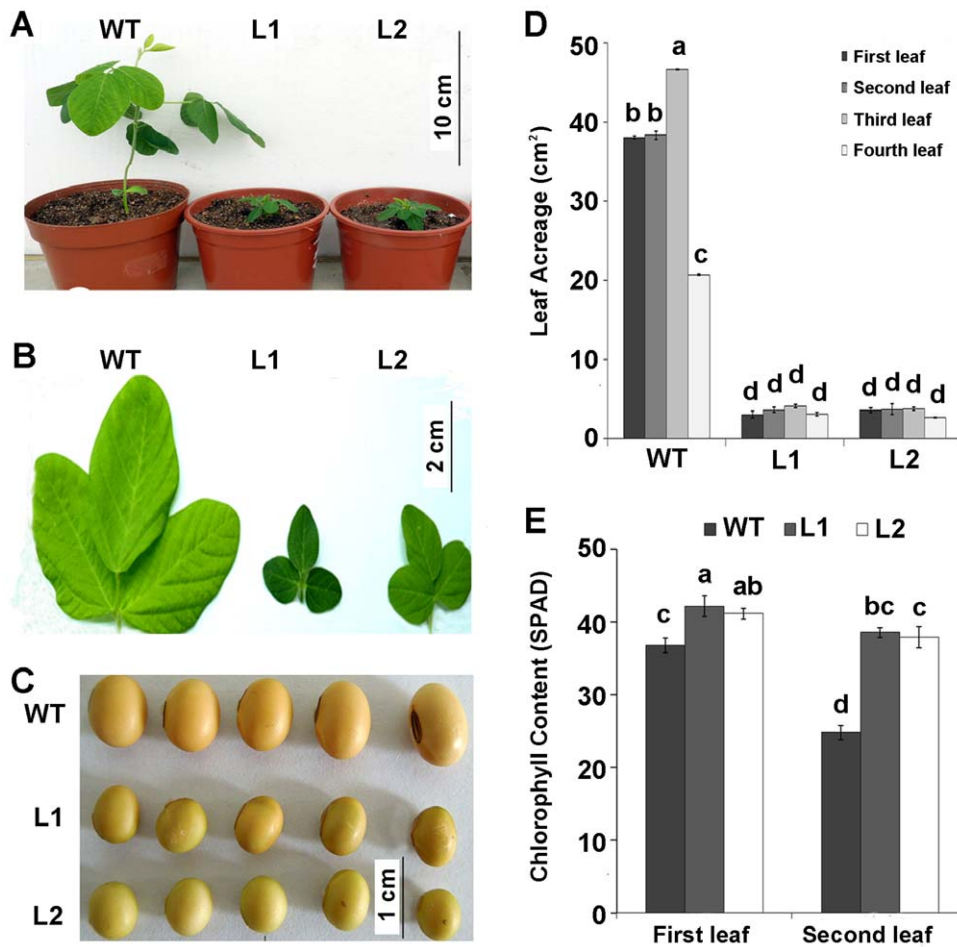 A
WT L1 L2
10 cm
B
WT L1 L2
2 cm
C
WT
L1
L2
1 cm
D
Leaf Acreage (cm²)
50
40
30
20
10
0
First leaf
Second leaf
Third leaf
Fourth leaf
b b a c
d d d d
d d d d
WT L1 L2
E
WT L1 L2
Chlorophyll Content (SPAD)
50
40
30
20
10
0
c a ab
d bc c
First leaf Second leaf